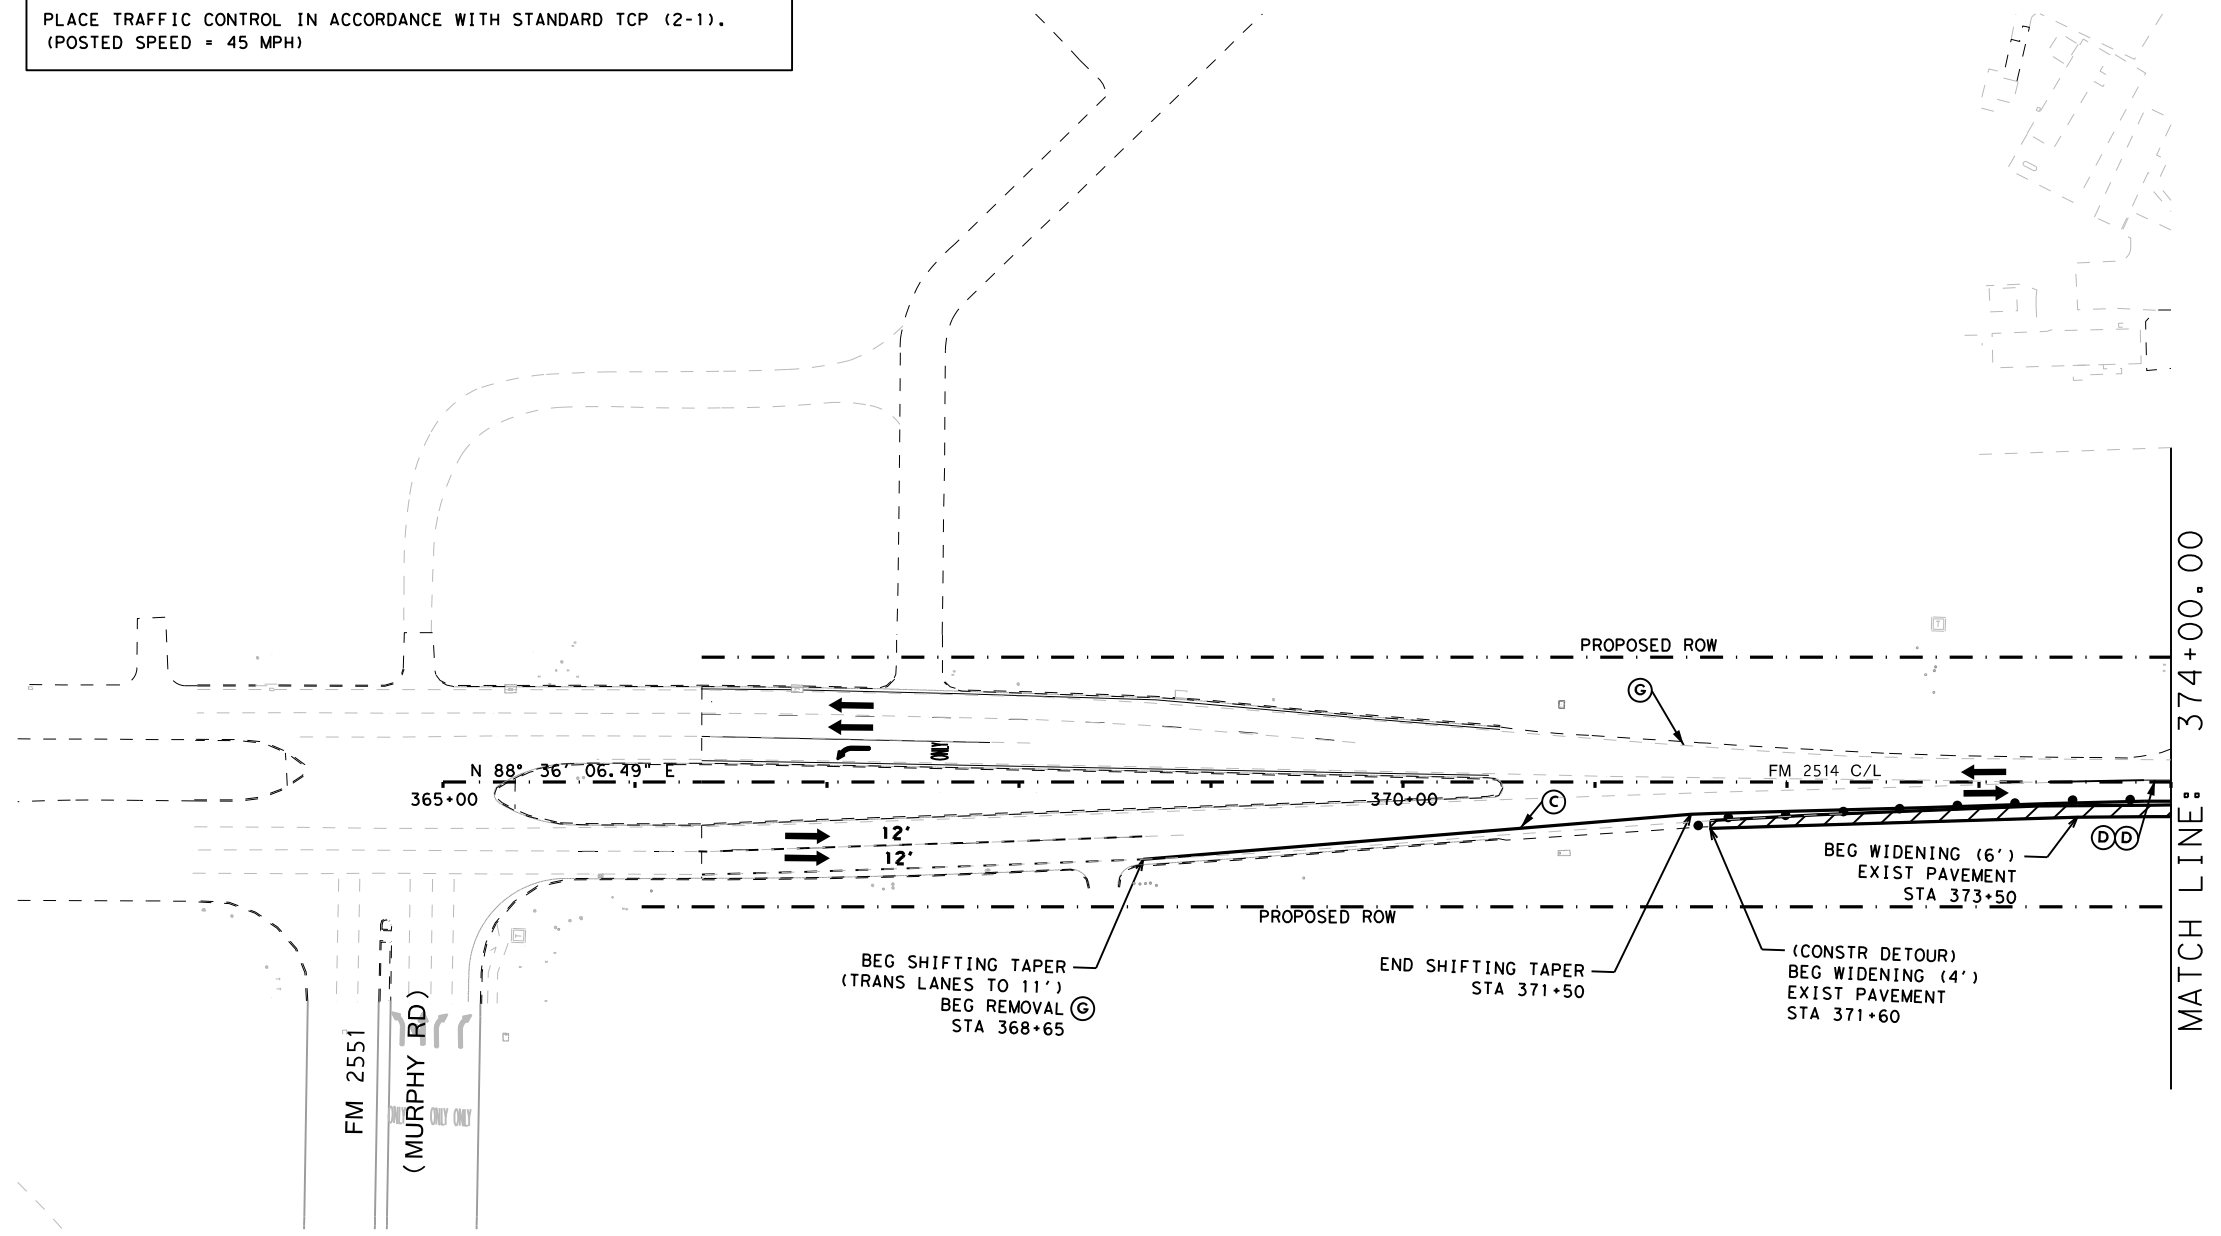 PLACE TRAFFIC CONTROL IN ACCORDANCE WITH STANDARD TCP (2-1).
(POSTED SPEED = 45 MPH)
PROPOSED ROW
G
ONLY
N 88° 36' 06.49" E
FM 2514 C/L
365+00
370+00
C
12'
12'
D D
BEG WIDENING (6')
EXIST PAVEMENT
STA 373+50
PROPOSED ROW
BEG SHIFTING TAPER
(TRANS LANES TO 11')
BEG REMOVAL G
STA 368+65
END SHIFTING TAPER
STA 371+50
(CONSTR DETOUR)
BEG WIDENING (4')
EXIST PAVEMENT
STA 371+60
FM 2551
(MURPHY RD)
ONLY ONLY ONLY
MATCH LINE: 374+00.00